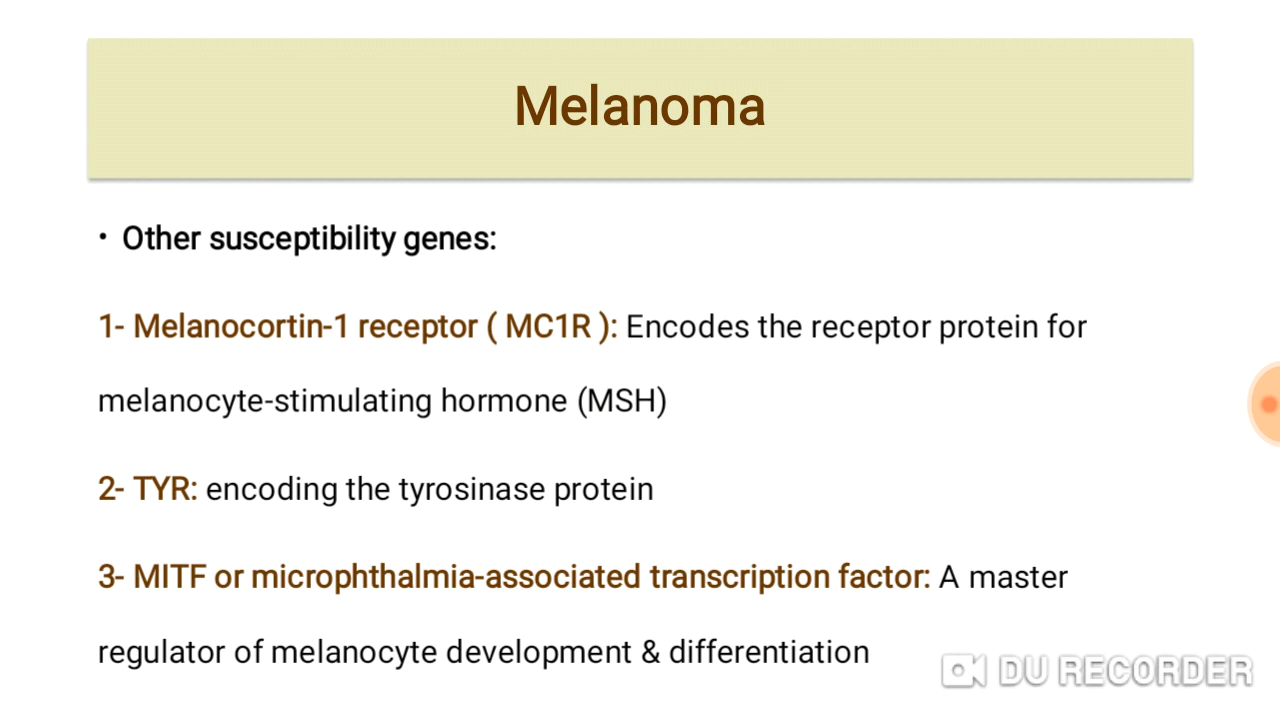 Melanoma
• Other susceptibility genes:
1- Melanocortin-1 receptor ( MC1R ): Encodes the receptor protein for
melanocyte-stimulating hormone (MSH)
2- TYR: encoding the tyrosinase protein
3- MITF or microphthalmia-associated transcription factor: A master
regulator of melanocyte development & differentiation
DU RECORDER